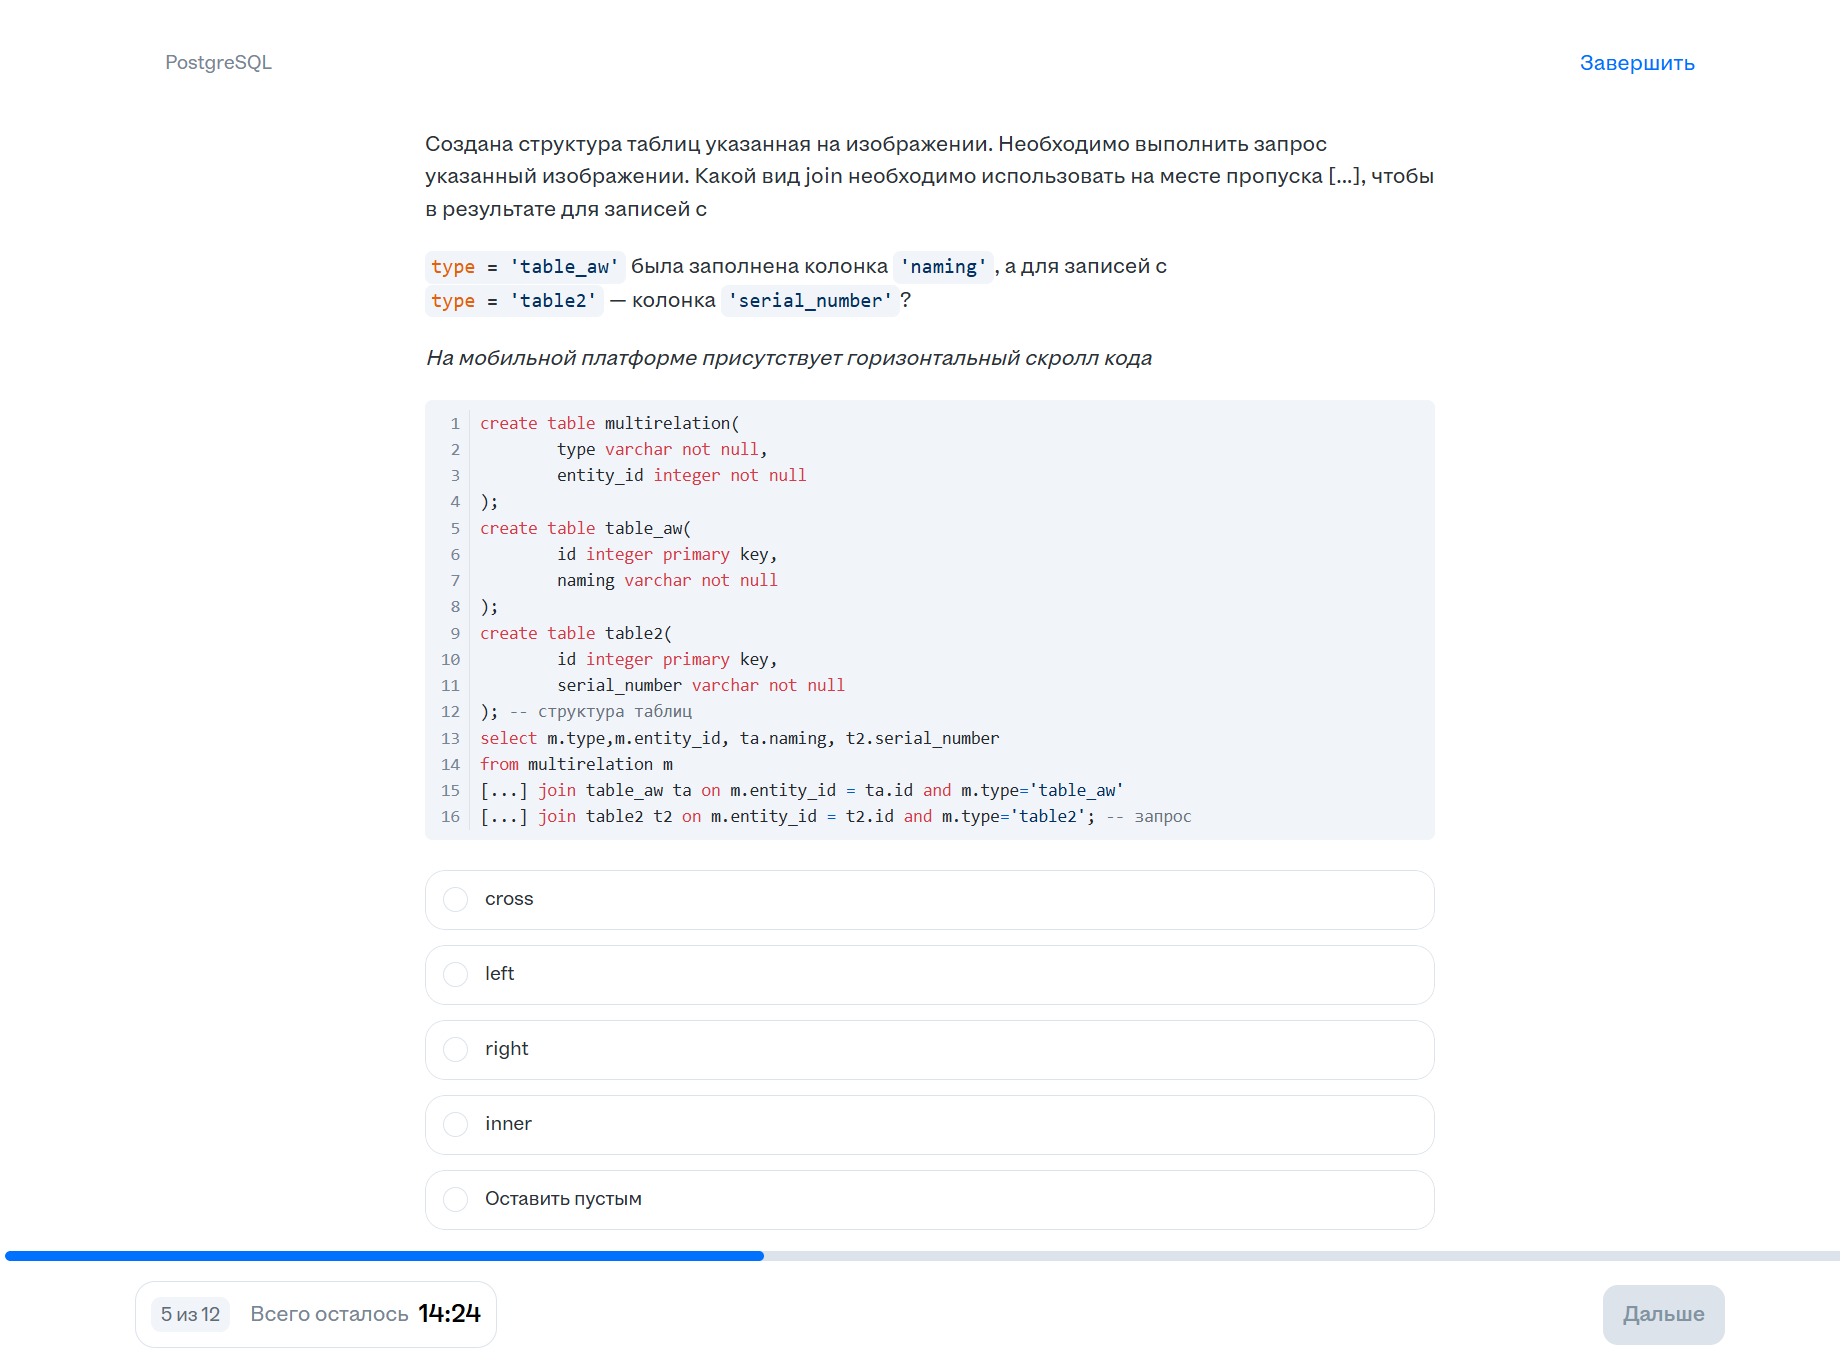 PostgreSQL
Завершить
Создана структура таблиц указанная на изображении. Необходимо выполнить запрос
указанный изображении. Какой вид join необходимо использовать на месте пропуска [...], чтобы
в результате для записей с
type = 'table_aw' была заполнена колонка 'naming', а для записей с
type = 'table2' — колонка 'serial_number'?
На мобильной платформе присутствует горизонтальный скролл кода
1 create table multirelation(
2 type varchar not null,
3 entity_id integer not null
4 );
5 create table table_aw(
6 id integer primary key,
7 naming varchar not null
8 );
9 create table table2(
10 id integer primary key,
11 serial_number varchar not null
12 ); -- структура таблиц
13 select m.type,m.entity_id, ta.naming, t2.serial_number
14 from multirelation m
15 [...] join table_aw ta on m.entity_id = ta.id and m.type='table_aw'
16 [...] join table2 t2 on m.entity_id = t2.id and m.type='table2'; -- запрос
cross
left
right
inner
Оставить пустым
5 из 12 Всего осталось 14:24
Дальше